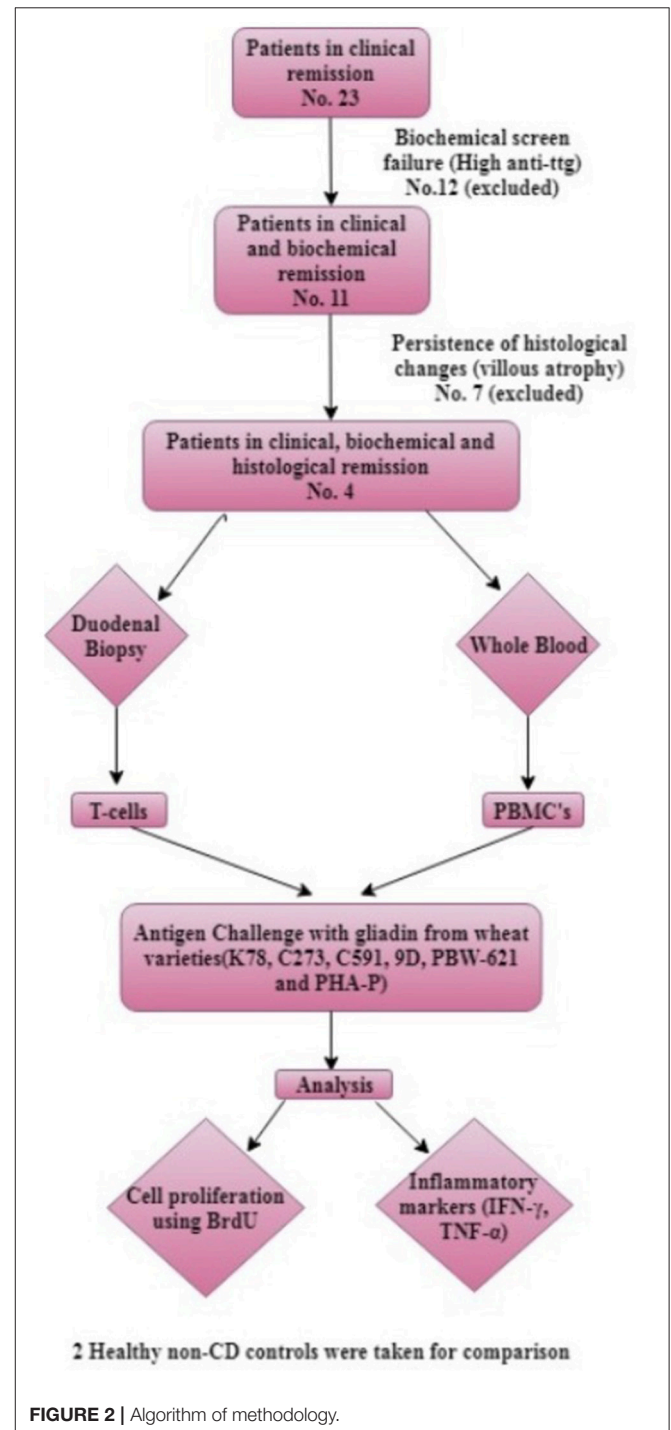 Patients in clinical
remission
No. 23
Biochemical screen
failure (High anti-ttg)
No.12 (excluded)
Patients in clinical
and biochemical
remission
No. 11
Persistence of histological
changes (villous atrophy)
No. 7 (excluded)
Patients in clinical, biochemical and
histological remission
No. 4
Duodenal
Biopsy
Whole Blood
T-cells
PBMC's
Antigen Challenge with gliadin from wheat
varieties(K78, C273, C591, 9D, PBW-621
and PHA-P)
Analysis
Cell proliferation
using BrdU
Inflammatory
markers (IFN-γ,
TNF-α)
2 Healthy non-CD controls were taken for comparison
FIGURE 2 | Algorithm of methodology.